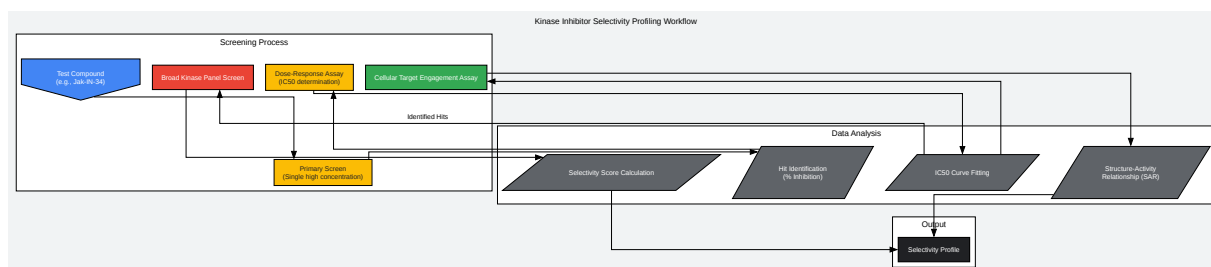 Kinase Inhibitor Selectivity Profiling Workflow
Screening Process
Test Compound
(e.g., Jak-IN-34)
Broad Kinase Panel Screen
Dose-Response Assay
(IC50 determination)
Cellular Target Engagement Assay
Identified Hits
Primary Screen
(Single high concentration)
Data Analysis
Selectivity Score Calculation
Hit Identification
(% Inhibition)
IC50 Curve Fitting
Structure-Activity
Relationship (SAR)
Output
Selectivity Profile